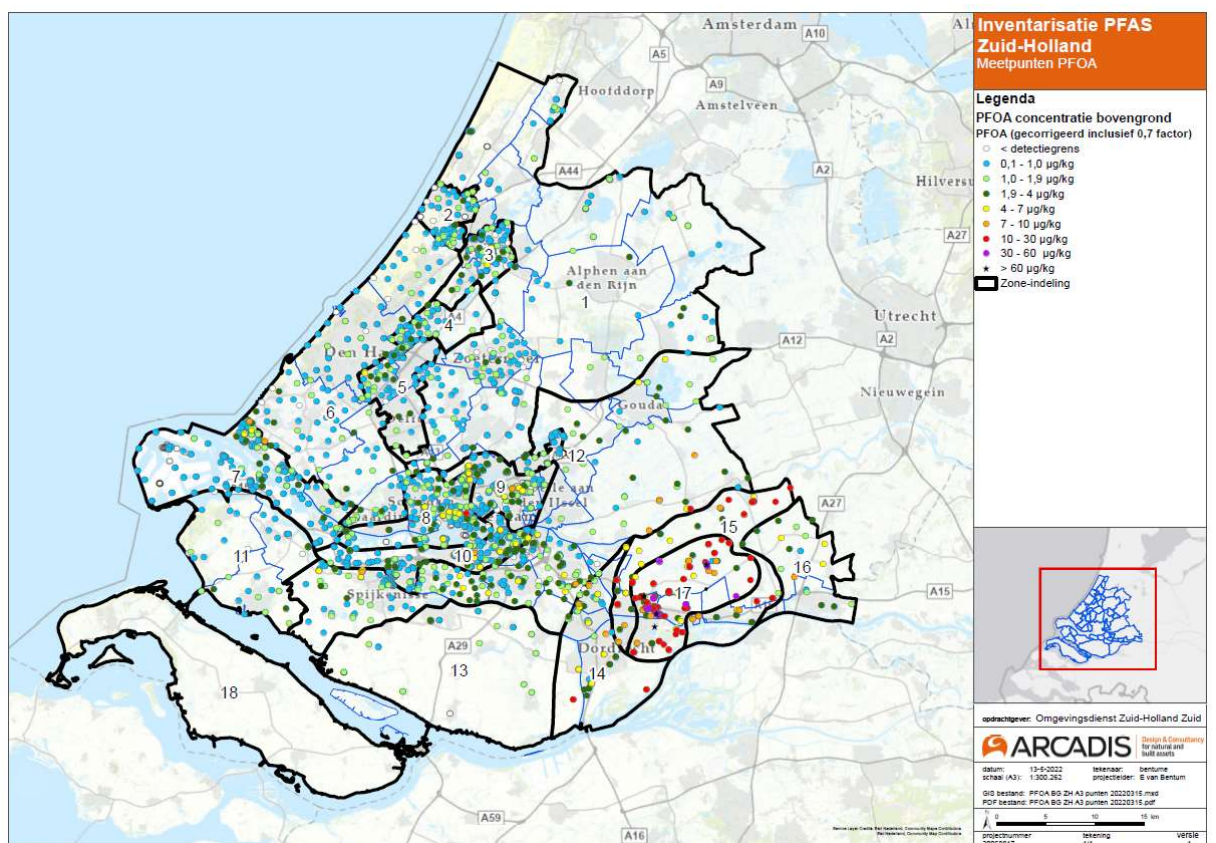 Inventarisatie PFAS
Zuid-Holland
Meetpunten PFOA
Legenda
PFOA concentratie bovengrond
PFOA (gecorrigeerd inclusief 0,7 factor)
< detectiegrens
0,1 - 1,0 µg/kg
1,0 - 1,9 µg/kg
1,9 - 4 µg/kg
4 - 7 µg/kg
7 - 10 µg/kg
10 - 30 µg/kg
30 - 60 µg/kg
> 60 µg/kg
Zone-indeling
Amsterdam
A10
A5
Hoofddorp
A9
Amstelveen
A44
A2
Hilversu
2
A27
3
Alphen aan
den Rijn
1
Utrecht
4
A4
A12
A2
Den Ha
5
Nieuwegein
6
Gouda
12
7
9
A27
8
15
11
10
16
Spijkenisse
17
A15
A29
Dordrecht
13
14
18
A59
A16
opdrachtgever: Omgevingsdienst Zuid-Holland Zuid
ARCADIS
Design & Consultancy
for natural and
built assets
datum: 13-5-2022
tekenaar: bentume
schaal (A3): 1:300.262
projectleider: E van Bentum
GIS bestand: PFOA BG ZH A3 punten 20220315.mxd
PDF bestand: PFOA BG ZH A3 punten 20220315.pdf
0 5 10 15 km
projectnummer
tekening
versie